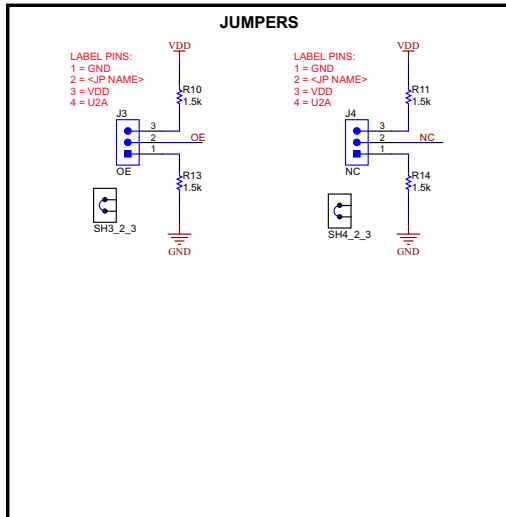 JUMPERS
VDD
LABEL PINS:
1 = GND
2 = <JP NAME>
3 = VDD
4 = U2A
R10
1.5k
J3
3
2
1
OE
OE
R13
1.5k
SH3_2_3
GND
VDD
LABEL PINS:
1 = GND
2 = <JP NAME>
3 = VDD
4 = U2A
R11
1.5k
J4
3
2
1
NC
NC
R14
1.5k
SH4_2_3
GND